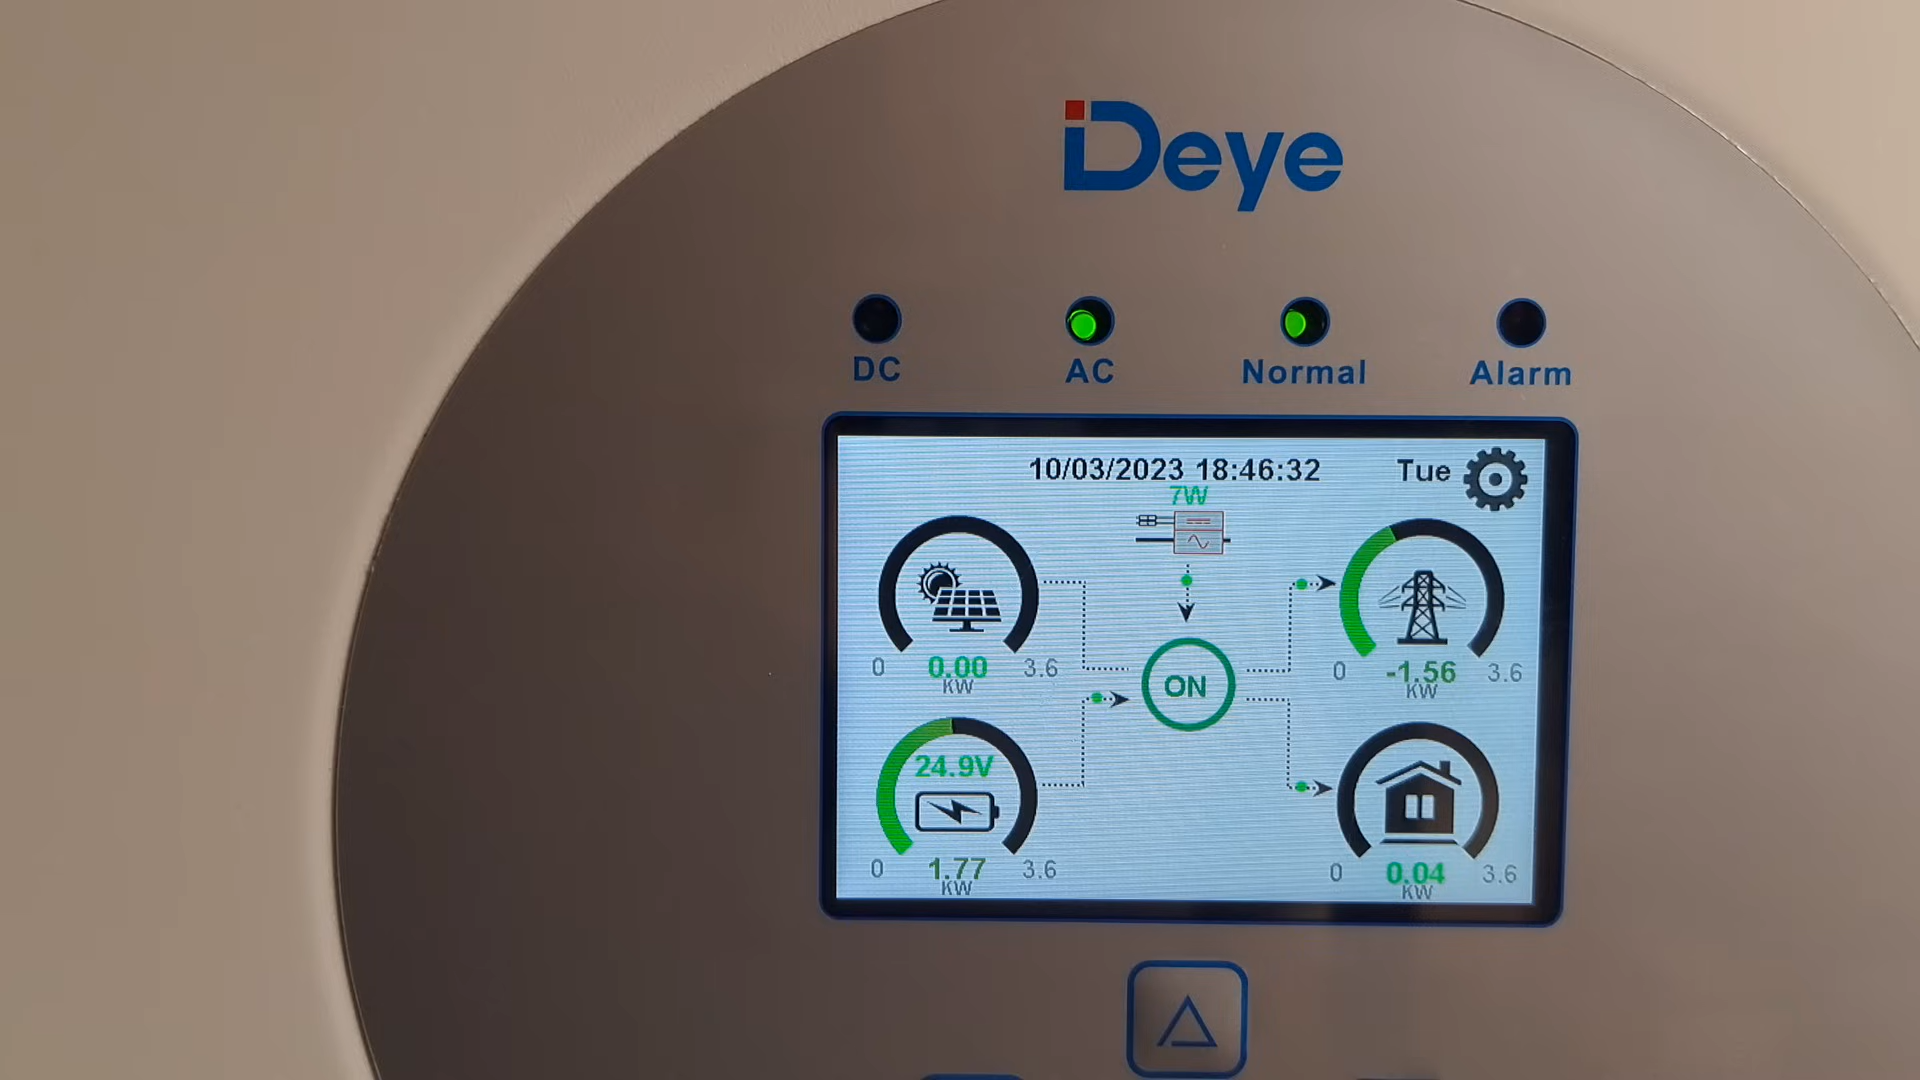 Deye
DC AC Normal Alarm
10/03/2023 18:46:32 Tue
7W
0 0.00 3.6
KW
0 -1.56 3.6
KW
ON
24.9V
0 1.77 3.6
KW
0 0.04 3.6
KW